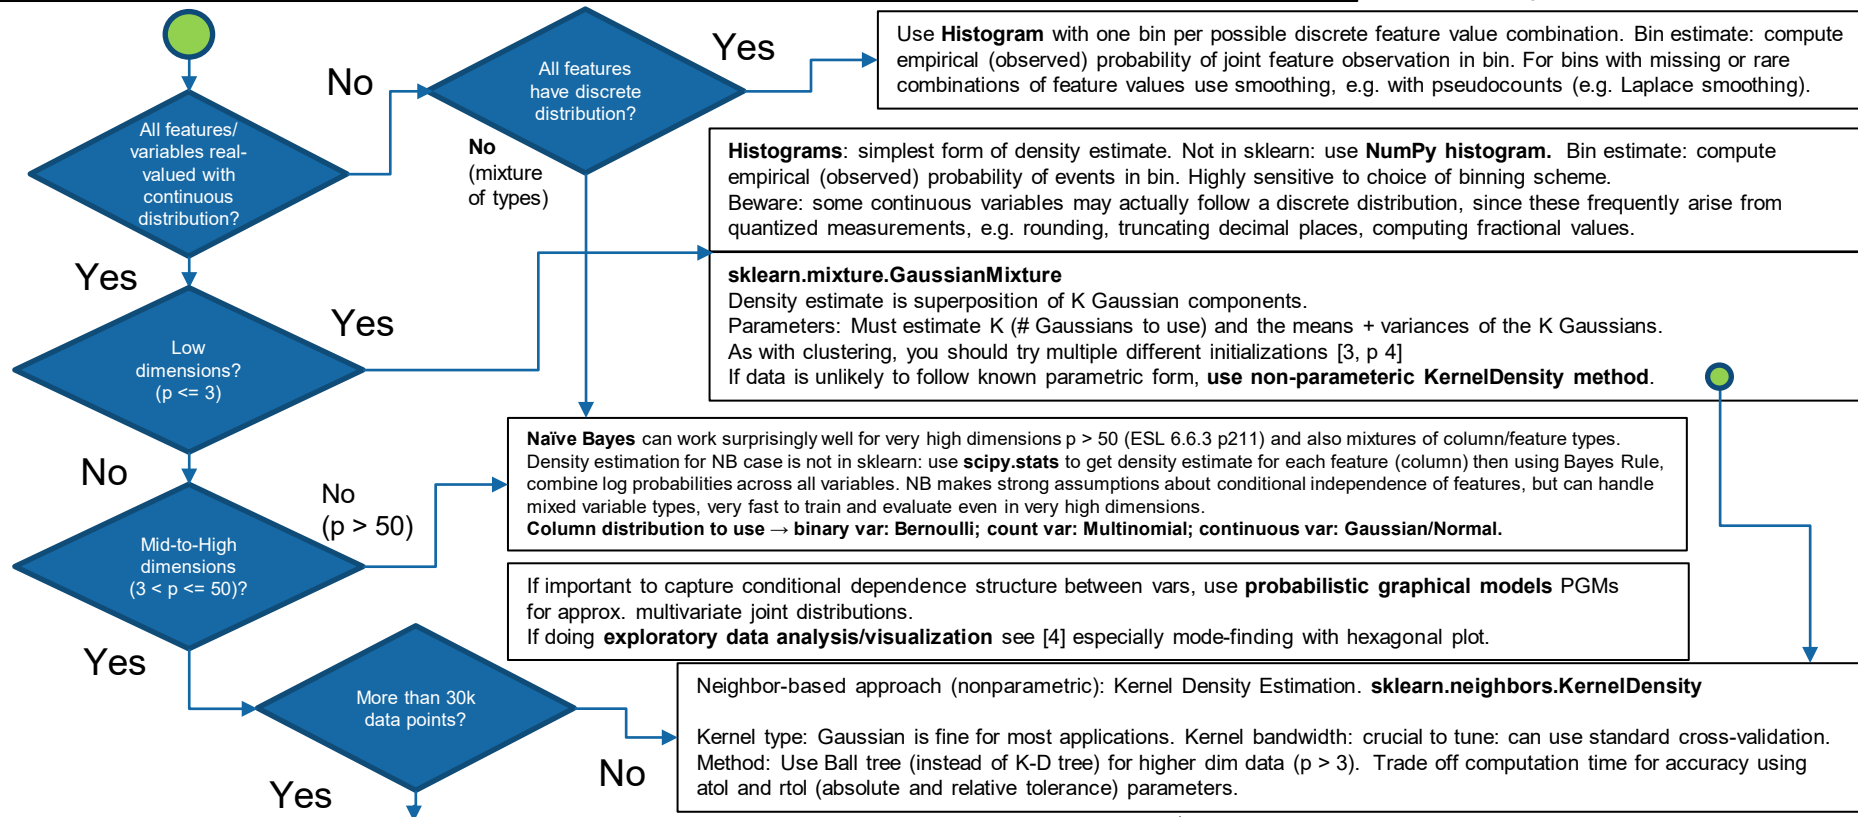 All features/
variables real-
valued with
continuous
distribution?
No
Yes
All features
have discrete
distribution?
Yes
No
(mixture
of types)
Use Histogram with one bin per possible discrete feature value combination. Bin estimate: compute
empirical (observed) probability of joint feature observation in bin. For bins with missing or rare
combinations of feature values use smoothing, e.g. with pseudocounts (e.g. Laplace smoothing).
Histograms: simplest form of density estimate. Not in sklearn: use NumPy histogram. Bin estimate: compute
empirical (observed) probability of events in bin. Highly sensitive to choice of binning scheme.
Beware: some continuous variables may actually follow a discrete distribution, since these frequently arise from
quantized measurements, e.g. rounding, truncating decimal places, computing fractional values.
sklearn.mixture.GaussianMixture
Density estimate is superposition of K Gaussian components.
Parameters: Must estimate K (# Gaussians to use) and the means + variances of the K Gaussians.
As with clustering, you should try multiple different initializations [3, p 4]
If data is unlikely to follow known parametric form, use non-parameteric KernelDensity method.
Low
dimensions?
(p <= 3)
Yes
No
Mid-to-High
dimensions
(3 < p <= 50)?
No
(p > 50)
Yes
Naïve Bayes can work surprisingly well for very high dimensions p > 50 (ESL 6.6.3 p211) and also mixtures of column/feature types.
Density estimation for NB case is not in sklearn: use scipy.stats to get density estimate for each feature (column) then using Bayes Rule,
combine log probabilities across all variables. NB makes strong assumptions about conditional independence of features, but can handle
mixed variable types, very fast to train and evaluate even in very high dimensions.
Column distribution to use → binary var: Bernoulli; count var: Multinomial; continuous var: Gaussian/Normal.
If important to capture conditional dependence structure between vars, use probabilistic graphical models PGMs
for approx. multivariate joint distributions.
If doing exploratory data analysis/visualization see [4] especially mode-finding with hexagonal plot.
More than 30k
data points?
No
Yes
Neighbor-based approach (nonparametric): Kernel Density Estimation. sklearn.neighbors.KernelDensity
Kernel type: Gaussian is fine for most applications. Kernel bandwidth: crucial to tune: can use standard cross-validation.
Method: Use Ball tree (instead of K-D tree) for higher dim data (p > 3). Trade off computation time for accuracy using
atol and rtol (absolute and relative tolerance) parameters.